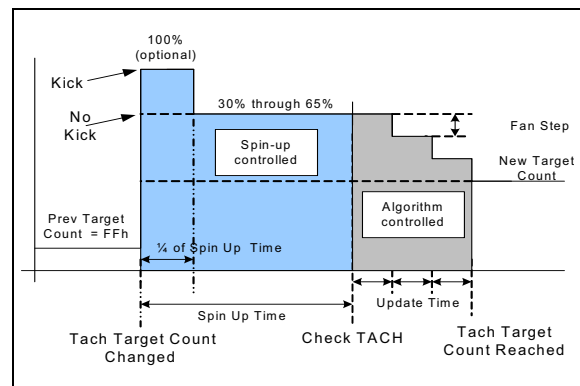 100%
(optional)
Kick
No
Kick
30% through 65%
Fan Step
Spin-up
controlled
New Target
Count
Algorithm
controlled
Prev Target
Count = FFh
¼ of Spin Up Time
Update Time
Spin Up Time
Tach Target Count
Changed
Check TACH
Tach Target
Count Reached